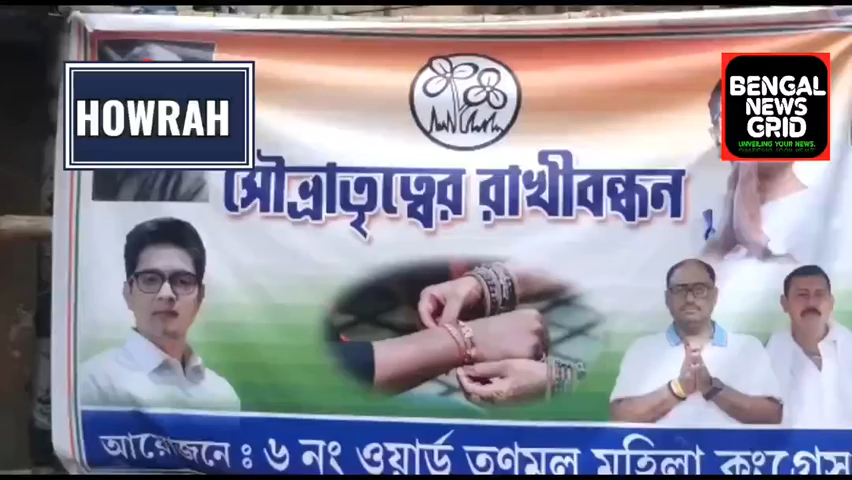 HOWRAH
BENGAL
NEWS
GRID
UNVEILING YOUR NEWS
সৌভ্রাতৃত্বের রাখীবন্ধন
আয়োজনে : ৬ নং ওয়ার্ড তৃণমূল মহিলা কংগ্রেস